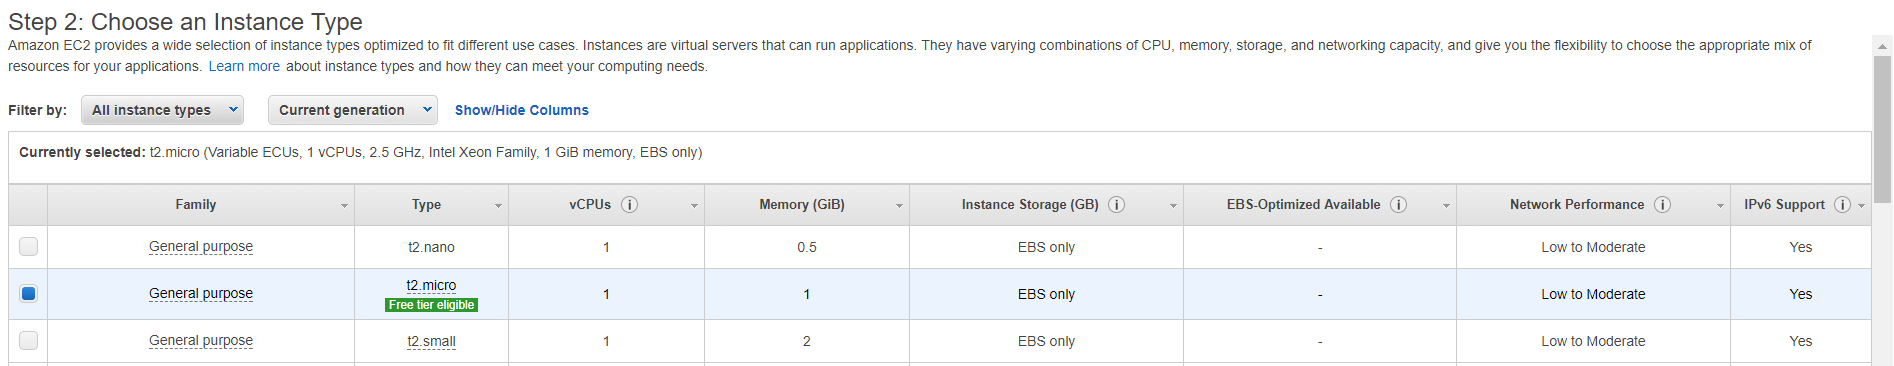 Step 2: Choose an Instance Type
Amazon EC2 provides a wide selection of instance types optimized to fit different use cases. Instances are virtual servers that can run applications. They have varying combinations of CPU, memory, storage, and networking capacity, and give you the flexibility to choose the appropriate mix of
resources for your applications. Learn more about instance types and how they can meet your computing needs.
Filter by: All instance types Current generation Show/Hide Columns
Currently selected: t2.micro (Variable ECUs, 1 vCPUs, 2.5 GHz, Intel Xeon Family, 1 GiB memory, EBS only)
Family Type vCPUs Memory (GiB) Instance Storage (GB) EBS-Optimized Available Network Performance IPv6 Support
General purpose t2.nano 1 0.5 EBS only - Low to Moderate Yes
General purpose t2.micro 1 1 EBS only - Low to Moderate Yes
Free tier eligible
General purpose t2.small 1 2 EBS only - Low to Moderate Yes